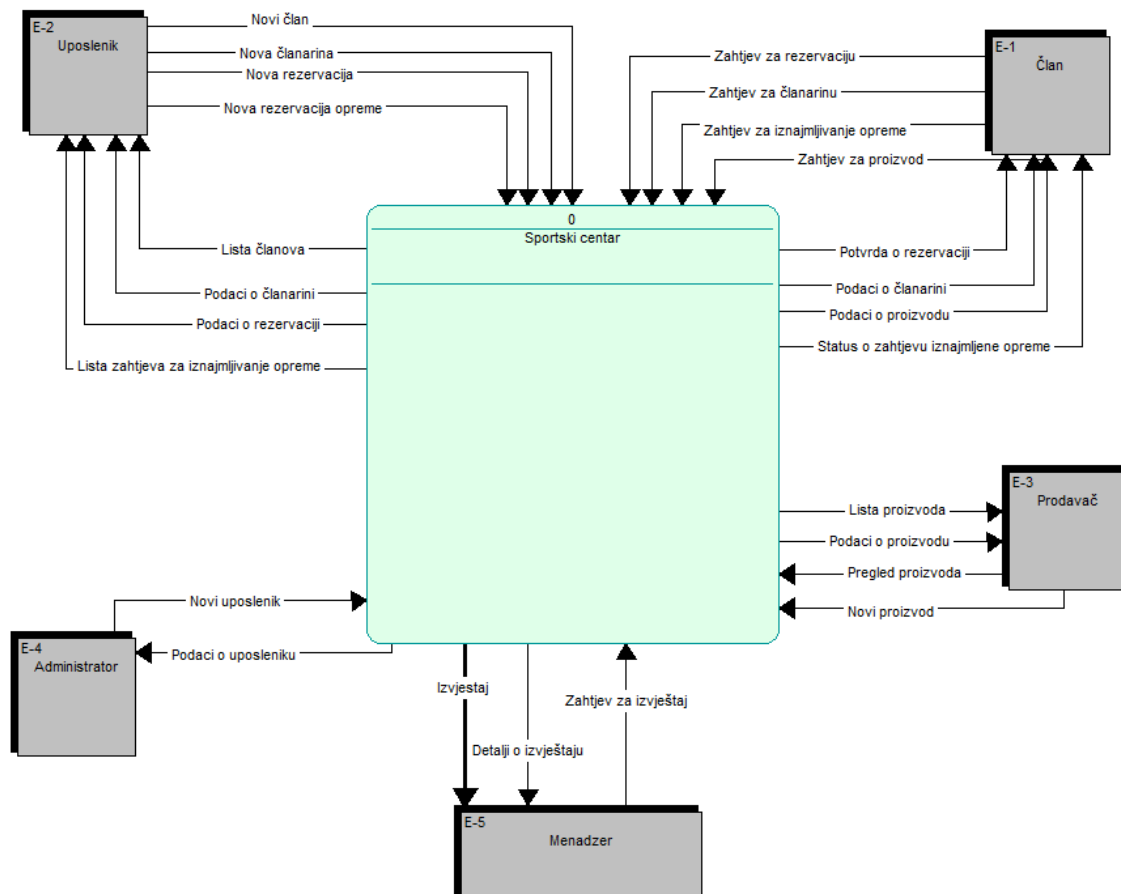 E-2
Uposlenik
Novi član
Nova članarina
Nova rezervacija
Nova rezervacija opreme
E-1
Član
Zahtjev za rezervaciju
Zahtjev za članarinu
Zahtjev za iznajmljivanje opreme
Zahtjev za proizvod
0
Sportski centar
Lista članova
Podaci o članarini
Podaci o rezervaciji
Lista zahtjeva za iznajmljivanje opreme
Potvrda o rezervaciji
Podaci o članarini
Podaci o proizvodu
Status o zahtjevu iznajmljene opreme
E-3
Prodavač
Lista proizvoda
Podaci o proizvodu
Pregled proizvoda
Novi proizvod
Novi uposlenik
E-4
Administrator
Podaci o uposleniku
Izvjestaj
Zahtjev za izvještaj
Detalji o izvještaju
E-5
Menadzer